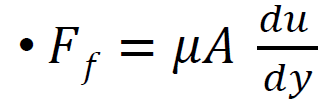 • F_f = μA du/dy